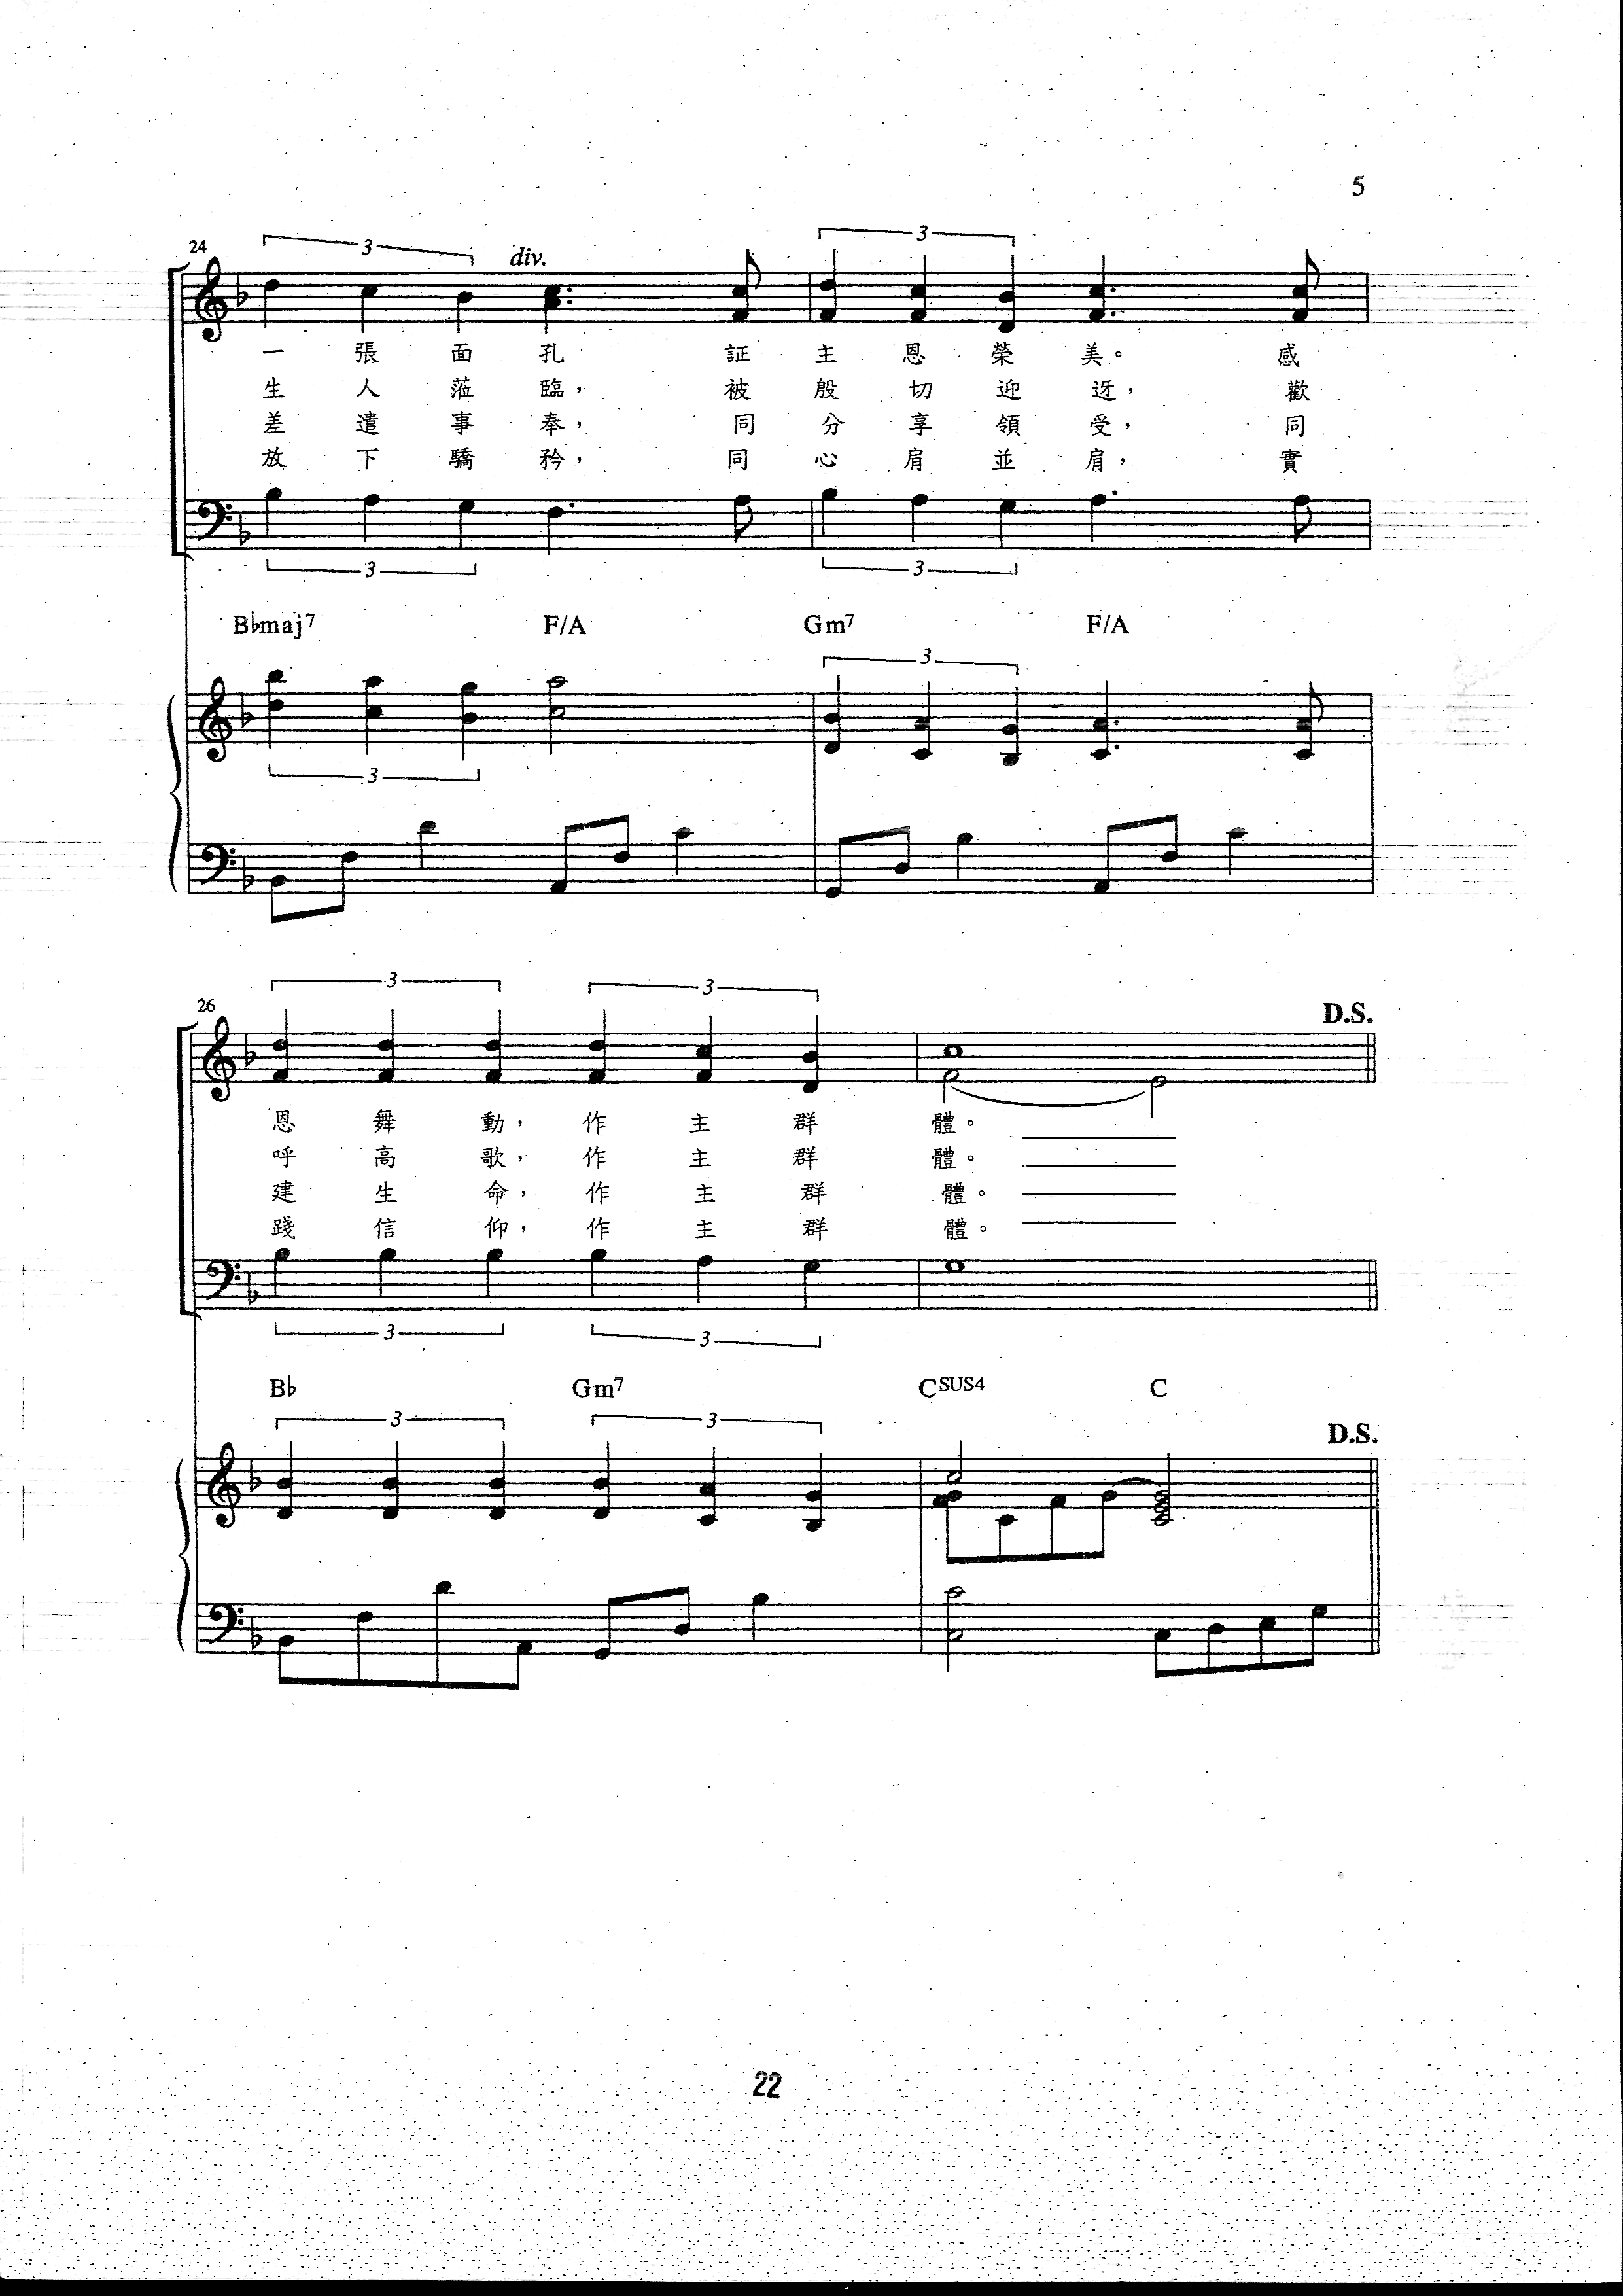 5
24
3
div.
3
一 張 面 孔 証 主 恩 榮 美。 感
生 人 蒞 臨， 被 殷 切 迎 迓， 歡
差 遣 事 奉， 同 分 享 領 受， 同
放 下 驕 矜， 同 心 肩 並 肩， 實
3
3
B♭maj7 F/A Gm7 F/A
3
3
26
3
3
D.S.
恩 舞 動， 作 主 群 體。
呼 高 歌， 作 主 群 體。
建 生 命， 作 主 群 體。
踐 信 仰， 作 主 群 體。
3
3
B♭ Gm7 CSUS4 C
3
3
D.S.
22